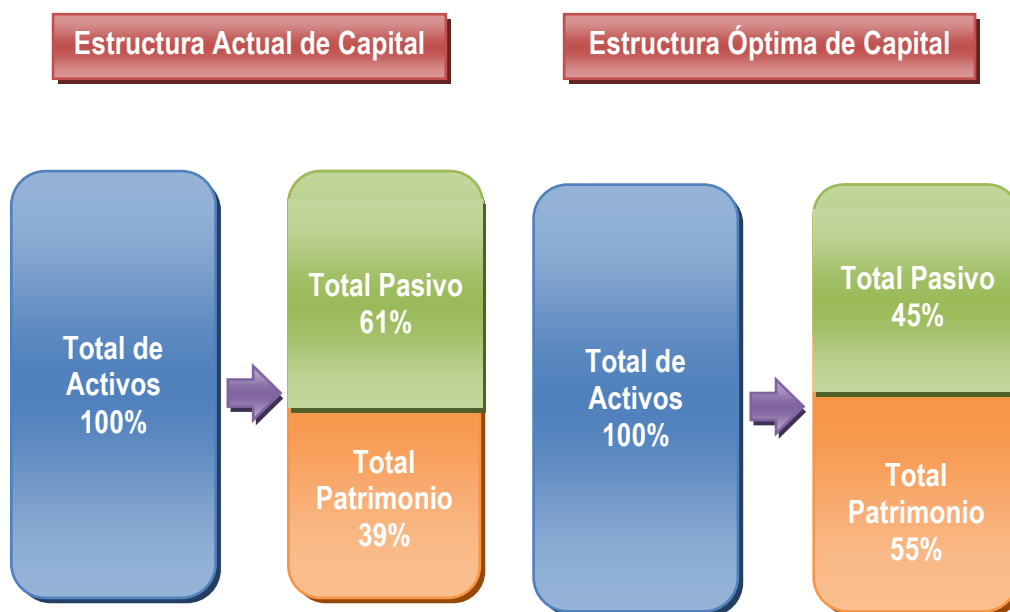 Estructura Actual de Capital
Estructura Óptima de Capital
Total de
Activos
100%
Total Pasivo
61%
Total
Patrimonio
39%
Total de
Activos
100%
Total Pasivo
45%
Total
Patrimonio
55%